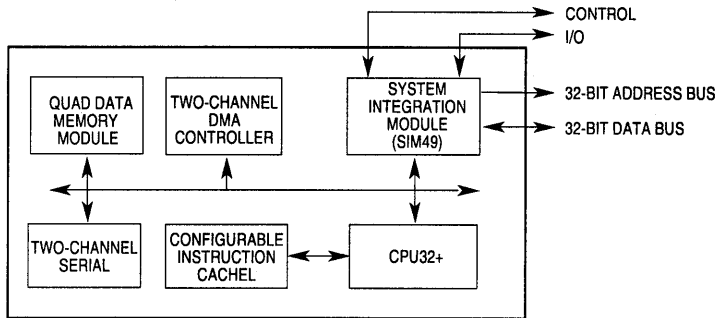 CONTROL
I/O
QUAD DATA
MEMORY
MODULE
TWO-CHANNEL
DMA
CONTROLLER
SYSTEM
INTEGRATION
MODULE
(SIM49)
32-BIT ADDRESS BUS
32-BIT DATA BUS
TWO-CHANNEL
SERIAL
CONFIGURABLE
INSTRUCTION
CACHEL
CPU32+